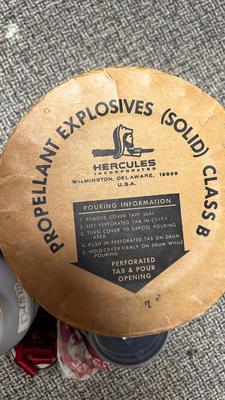 PROPELLANT EXPLOSIVES (SOLID) CLASS B
HERCULES
INCORPORATED
WILMINGTON, DELAWARE, 19899
U.S.A.
POURING INFORMATION
1. REMOVE COVER TAPE SEAL
2. LIFT PERFORATED TAB IN COVER
3. TURN COVER TO EXPOSE POURING
AREA
4. PUSH IN PERFORATED TAB ON DRUM
5. HOLD COVER FIRMLY ON DRUM WHILE
POURING
PERFORATED
TAB & POUR
OPENING